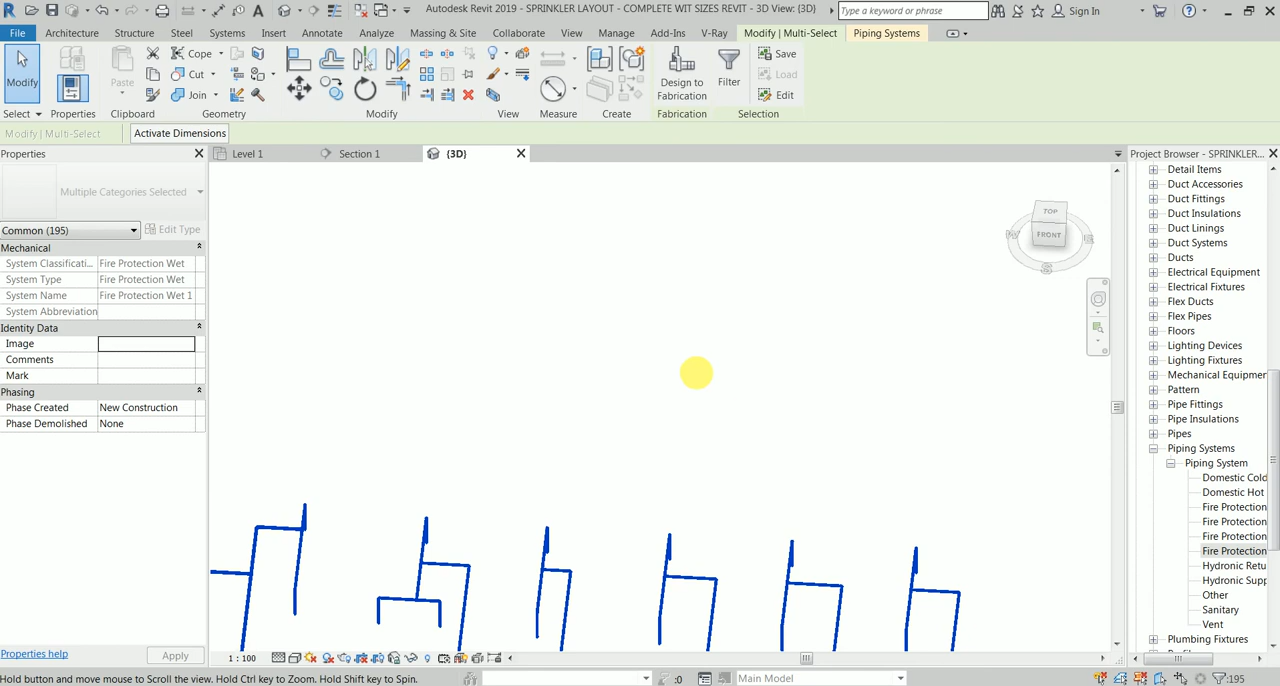 Autodesk Revit 2019 - SPRINKLER LAYOUT - COMPLETE WIT SIZES REVIT - 3D View: {3D}
Type a keyword or phrase
Sign In
File Architecture Structure Steel Systems Insert Annotate Analyze Massing & Site Collaborate View Manage Add-Ins V-Ray Modify | Multi-Select Piping Systems
Modify
Paste
Cope
Cut
Join
Design to
Fabrication
Filter
Save
Load
Edit
Select Properties Clipboard Geometry Modify View Measure Create Fabrication Selection
Modify | Multi-Select Activate Dimensions
Properties
Level 1
Section 1
{3D}
Project Browser - SPRINKLER...
Multiple Categories Selected
Common (195) Edit Type
Mechanical
System Classificati... Fire Protection Wet
System Type Fire Protection Wet
System Name Fire Protection Wet 1
System Abbreviation
Identity Data
Image
Comments
Mark
Phasing
Phase Created New Construction
Phase Demolished None
Properties help
Apply
TOP
FRONT
W
E
S
Detail Items
Duct Accessories
Duct Fittings
Duct Insulations
Duct Linings
Duct Systems
Ducts
Electrical Equipment
Electrical Fixtures
Flex Ducts
Flex Pipes
Floors
Lighting Devices
Lighting Fixtures
Mechanical Equipmer
Pattern
Pipe Fittings
Pipe Insulations
Pipes
Piping Systems
Piping System
Domestic Cold
Domestic Hot
Fire Protection
Fire Protection
Fire Protection
Fire Protection
Hydronic Retu
Hydronic Supp
Other
Sanitary
Vent
Plumbing Fixtures
1 : 100
Hold button and move mouse to Scroll the view. Hold Ctrl key to Zoom. Hold Shift key to Spin.
:0
Main Model
:195